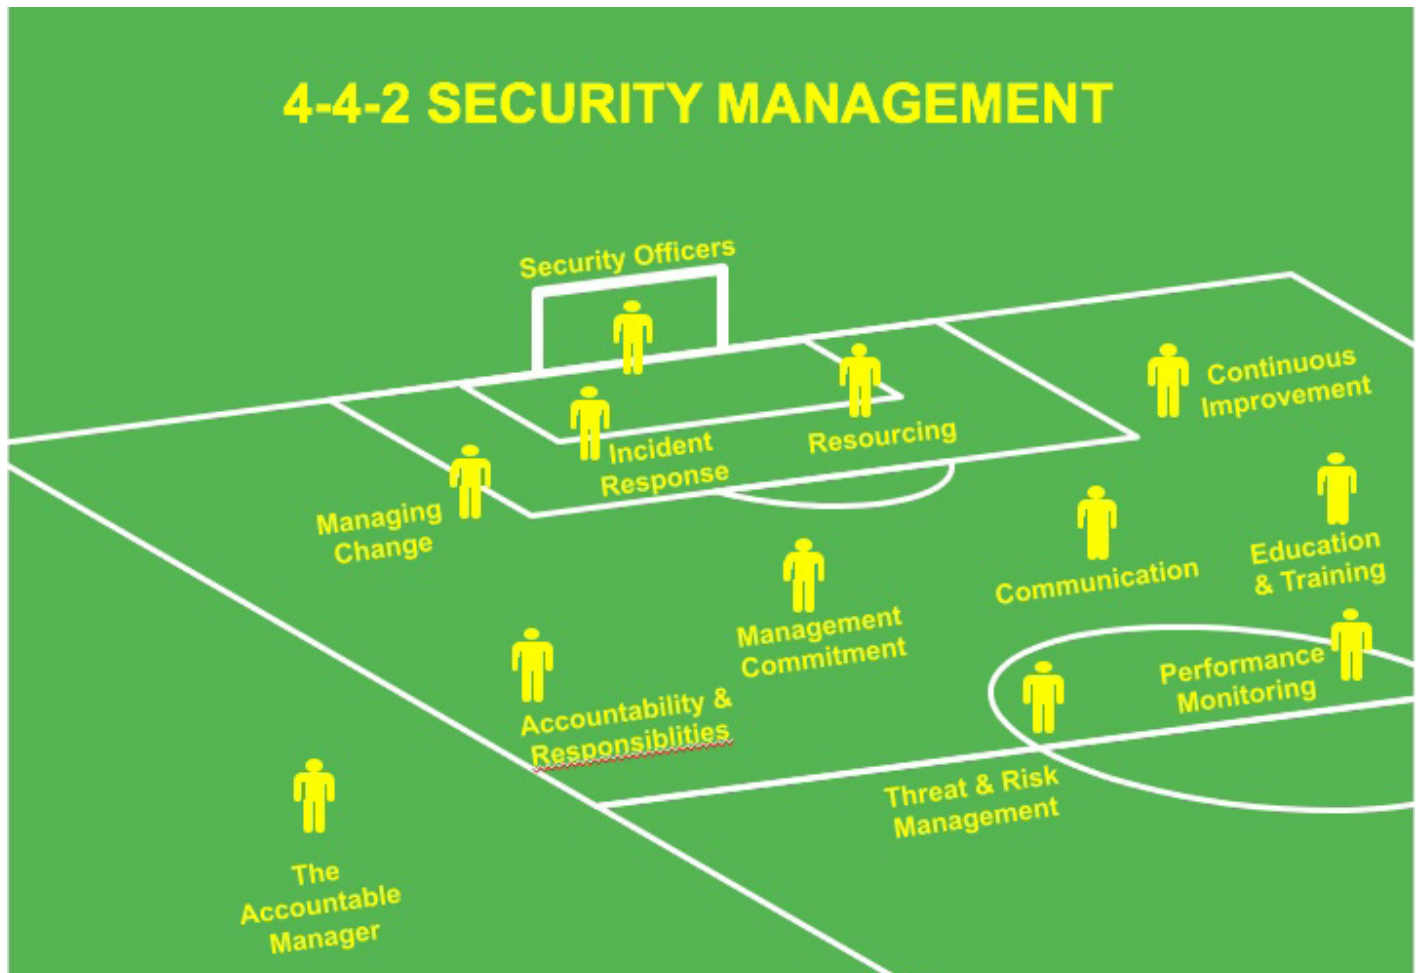 4-4-2 SECURITY MANAGEMENT
Security Officers
Continuous
Improvement
Resourcing
Incident
Response
Managing
Change
Education
& Training
Communication
Management
Commitment
Performance
Monitoring
Accountability &
Responsiblities
Threat & Risk
Management
The
Accountable
Manager